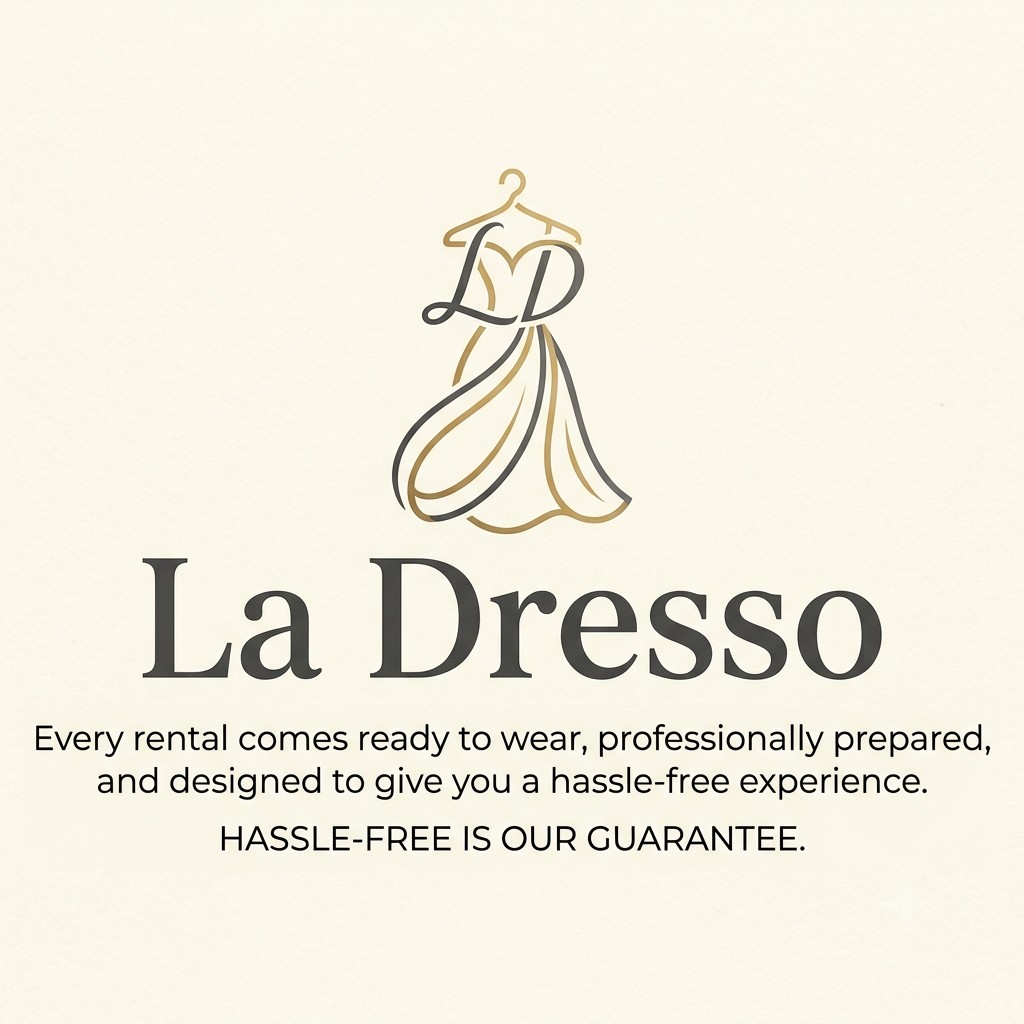 LD
La Dresso
Every rental comes ready to wear, professionally prepared,
and designed to give you a hassle-free experience.
HASSLE-FREE IS OUR GUARANTEE.